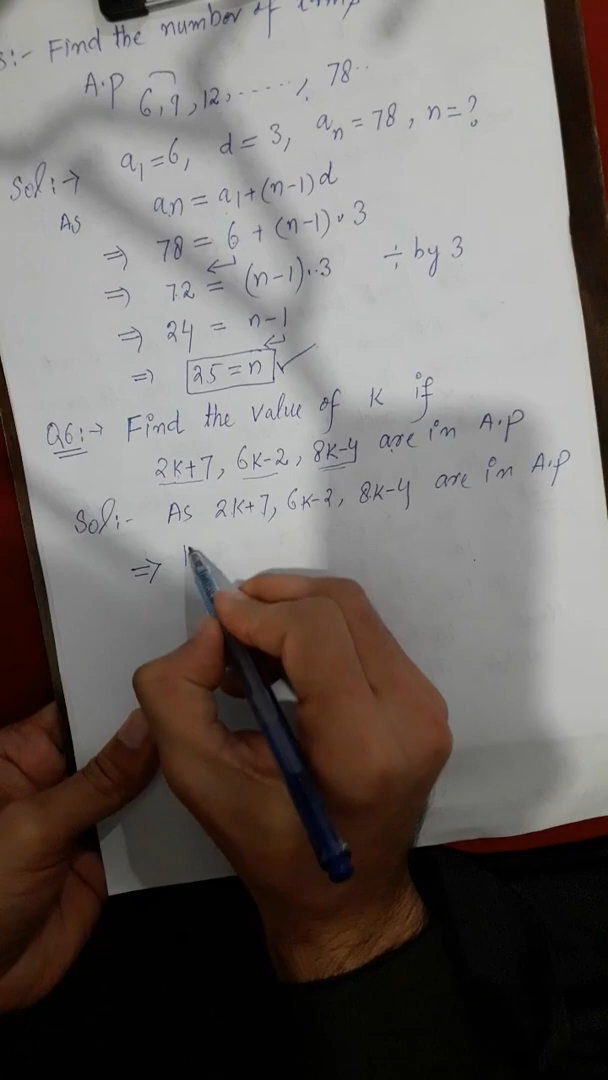 :- Find the number of
A.P 6, 9, 12, ......, 78..
Sol:→ a₁=6, d=3, aₙ=78, n=?
As an = a₁+(n-1)d
⇒ 78 = 6 + (n-1).3
⇒ 72 = (n-1).3 ÷ by 3
⇒ 24 = n-1
⇒ 25=n ✓
Q6:→ Find the value of K if
2K+7, 6K-2, 8K-4 are in A.P
Sol:- As 2K+7, 6K-2, 8K-4 are in A.P
⇒